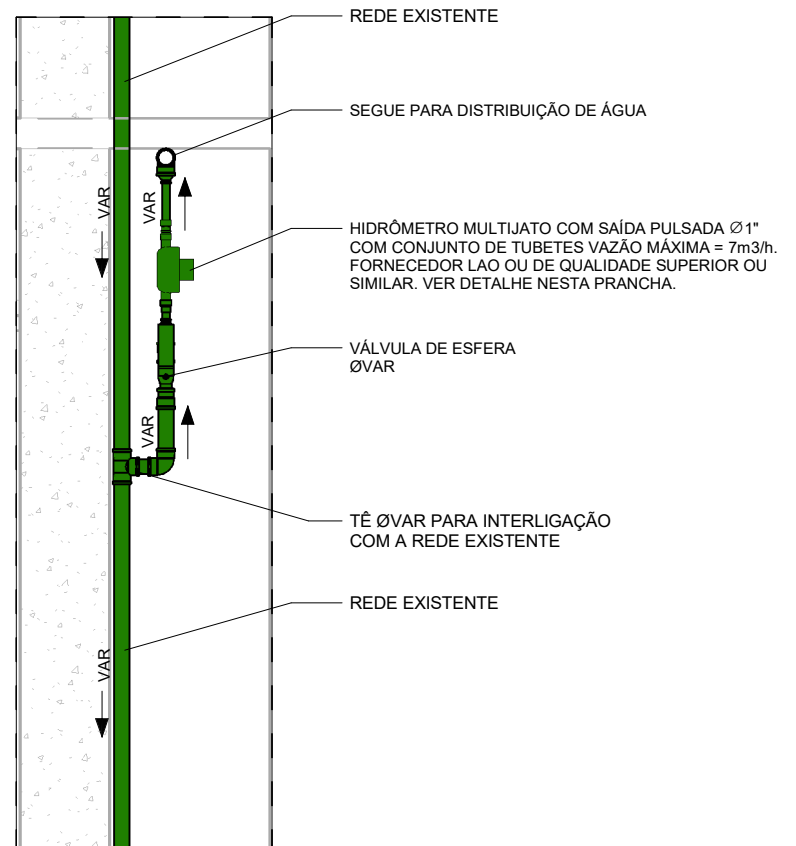 REDE EXISTENTE
SEGUE PARA DISTRIBUIÇÃO DE ÁGUA
VAR
VAR
HIDRÔMETRO MULTIJATO COM SAÍDA PULSADA Ø1"
COM CONJUNTO DE TUBETES VAZÃO MÁXIMA = 7m3/h.
FORNECEDOR LAO OU DE QUALIDADE SUPERIOR OU
SIMILAR. VER DETALHE NESTA PRANCHA.
VÁLVULA DE ESFERA
ØVAR
VAR
TÊ ØVAR PARA INTERLIGAÇÃO
COM A REDE EXISTENTE
REDE EXISTENTE
VAR